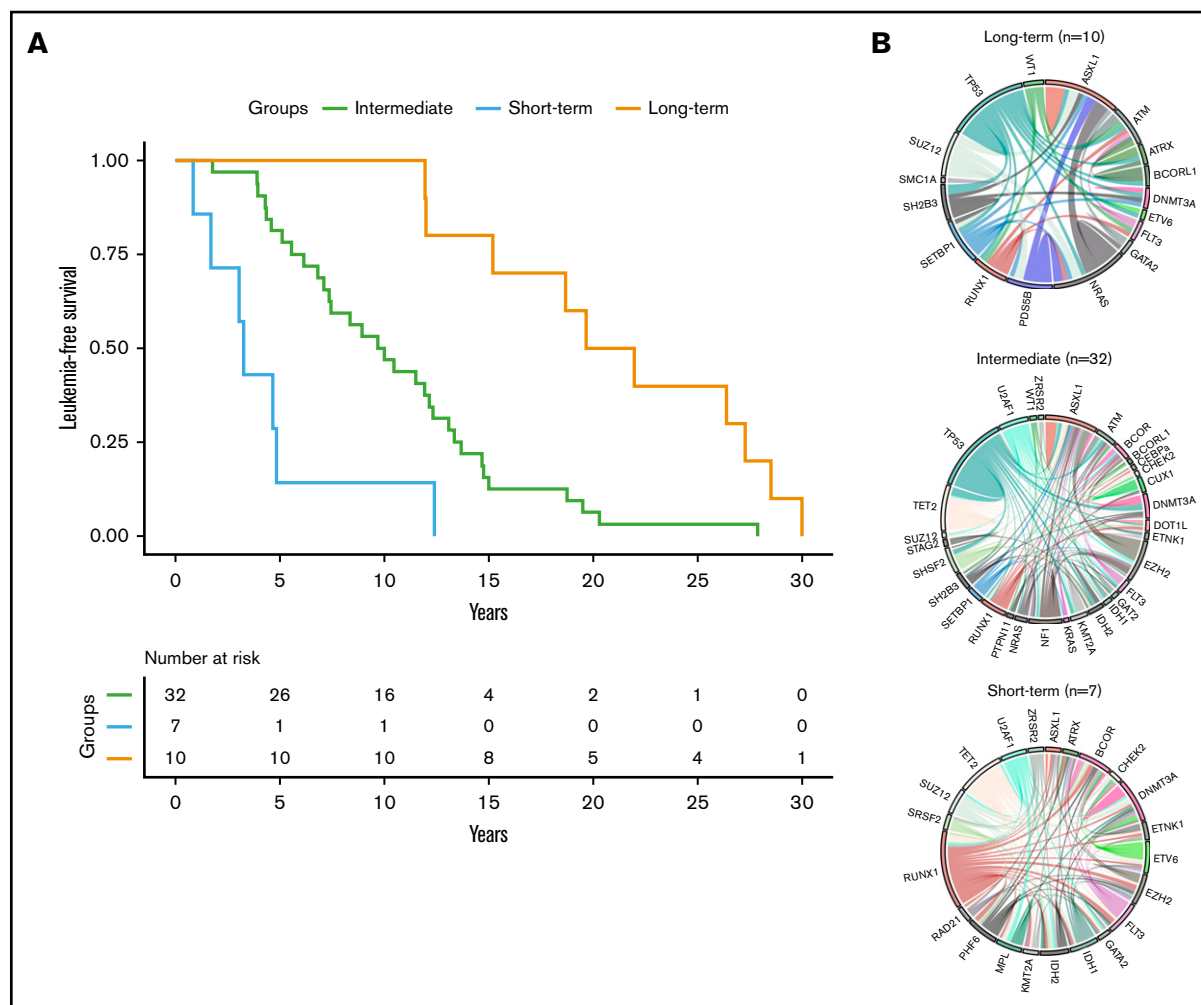 A
Groups Intermediate Short-term Long-term
1.00
0.75
0.50
0.25
0.00
Leukemia-free survival
0 5 10 15 20 25 30
Years
Number at risk
Groups
32 26 16 4 2 1 0
7 1 1 0 0 0 0
10 10 10 8 5 4 1
0 5 10 15 20 25 30
Years
B
Long-term (n=10)
WT1
ASXL1
ATM
ATRX
BCORL1
DNMT3A
ETV6
FLT3
GATA2
NRAS
PDS5B
RUNX1
SETBP1
SH2B3
SMC1A
SUZ12
TP53
Intermediate (n=32)
ZRSR2
ASXL1
ATM
BCOR
BCORL1
CEBPa
CHEK2
CUX1
DNMT3A
DOT1L
ETNK1
EZH2
FLT3
GAT2
IDH1
IDH2
KMT2A
KRAS
NF1
NRAS
PTPN11
RUNX1
SETBP1
SH2B3
SHSF2
STAG2
SUZ12
TET2
TP53
U2AF1
WT1
Short-term (n=7)
ZRSR2
ASXL1
ATRX
BCOR
CHEK2
DNMT3A
ETNK1
ETV6
EZH2
FLT3
GATA2
IDH1
IDH2
KMT2A
MPL
PHF6
RAD21
RUNX1
SRSF2
SUZ12
TET2
U2AF1